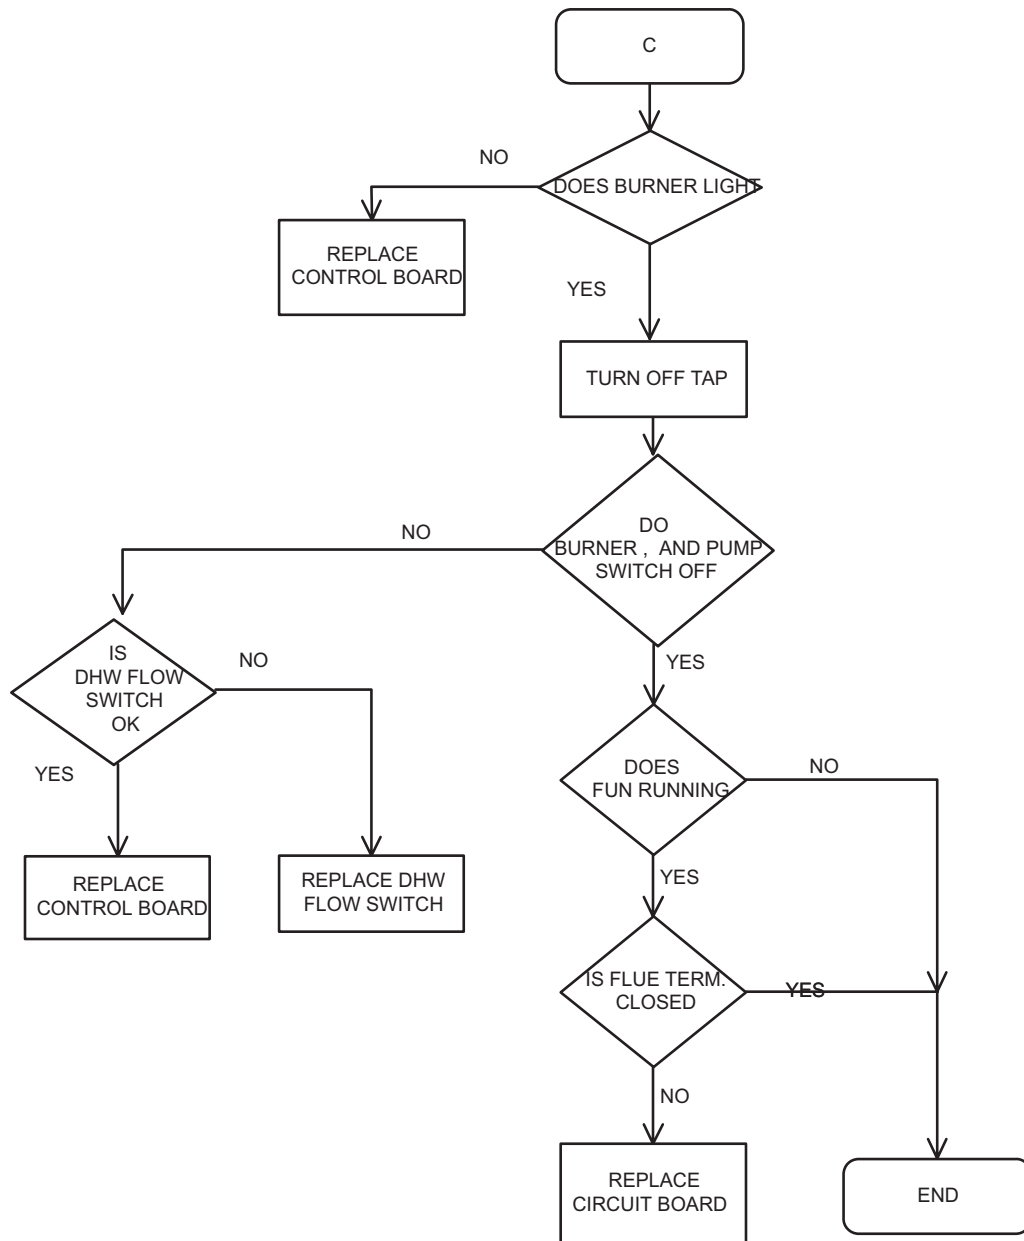 C
NO
DOES BURNER LIGHT
REPLACE
CONTROL BOARD
YES
TURN OFF TAP
NO
DO
BURNER , AND PUMP
SWITCH OFF
IS
DHW FLOW
SWITCH
OK
NO
YES
YES
DOES
FUN RUNNING
NO
REPLACE
CONTROL BOARD
REPLACE DHW
FLOW SWITCH
YES
IS FLUE TERM.
CLOSED
YES
NO
REPLACE
CIRCUIT BOARD
END